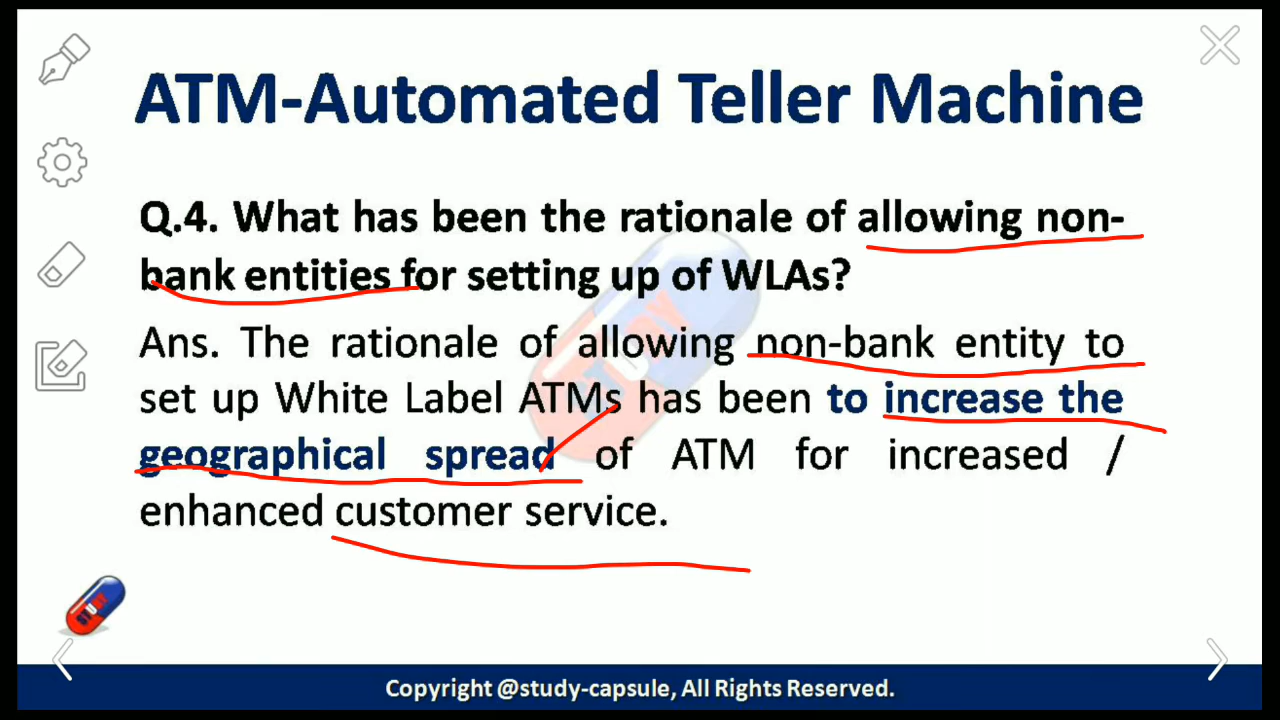 ATM-Automated Teller Machine
Q.4. What has been the rationale of allowing non-
bank entities for setting up of WLAs?
Ans. The rationale of allowing non-bank entity to
set up White Label ATMs has been to increase the
geographical spread of ATM for increased /
enhanced customer service.
STUDY
STUDY
Copyright @study-capsule, All Rights Reserved.